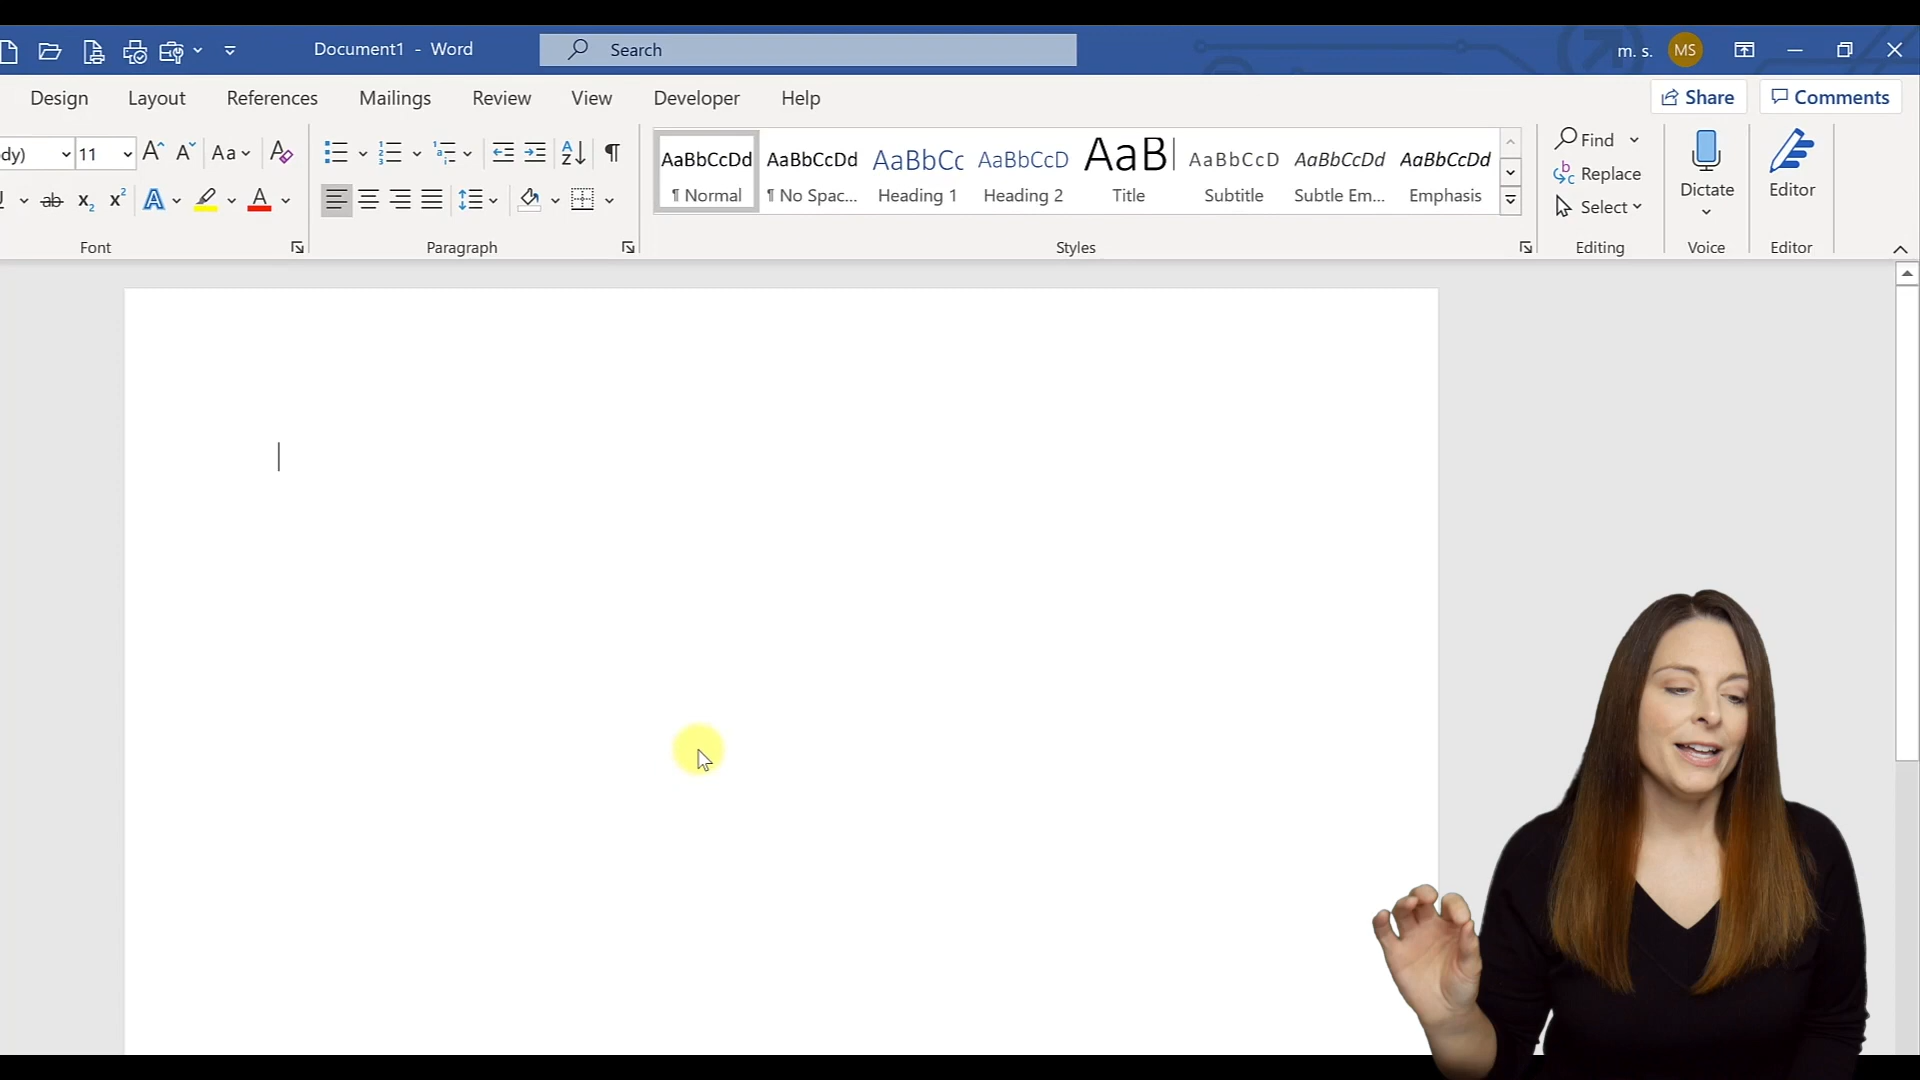 Document1 - Word
Search
m. s.
MS
Design
Layout
References
Mailings
Review
View
Developer
Help
Share
Comments
dy)
11
Aa
AaBbCcDd
AaBbCcDd
AaBbCc
AaBbCcD
AaB
AaBbCcD
AaBbCcDd
AaBbCcDd
¶ Normal
¶ No Spac...
Heading 1
Heading 2
Title
Subtitle
Subtle Em...
Emphasis
Find
Replace
Select
Dictate
Editor
Font
Paragraph
Styles
Editing
Voice
Editor